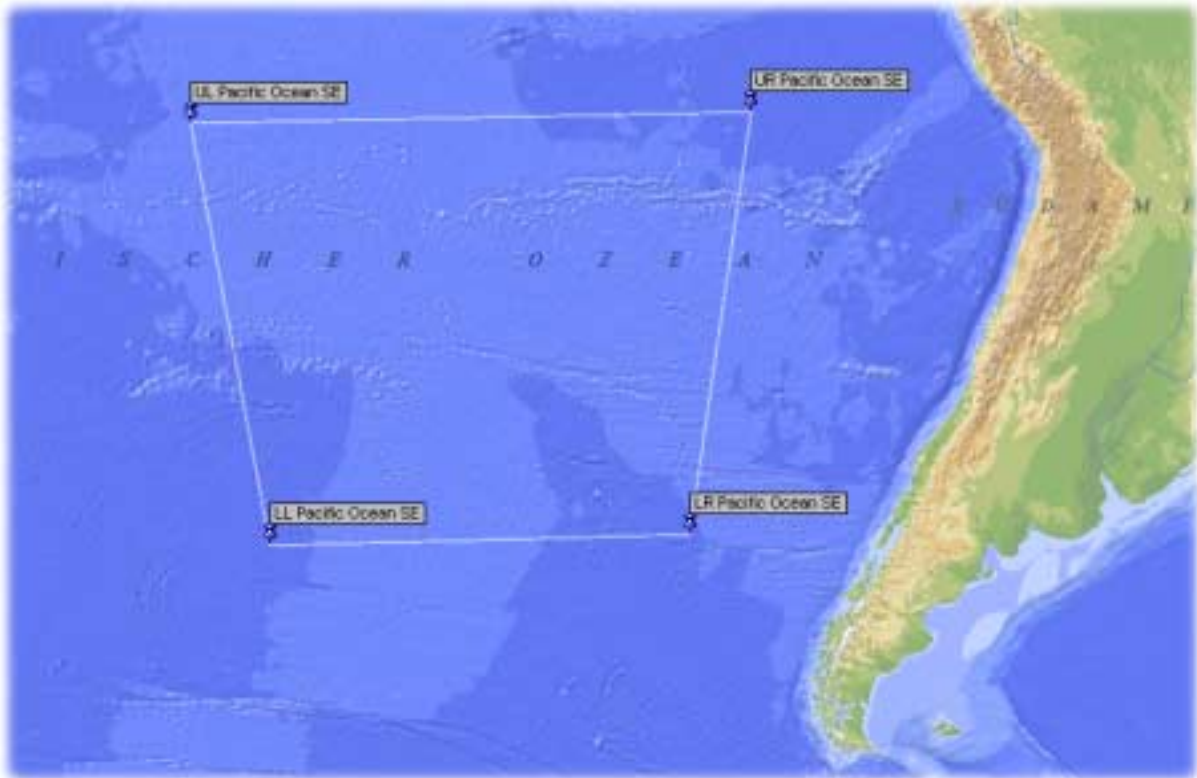 UR Pacific Ocean SE
UL Pacific Ocean SE
S Ü D A M E
I S C H E R O Z E A N
LR Pacific Ocean SE
LL Pacific Ocean SE